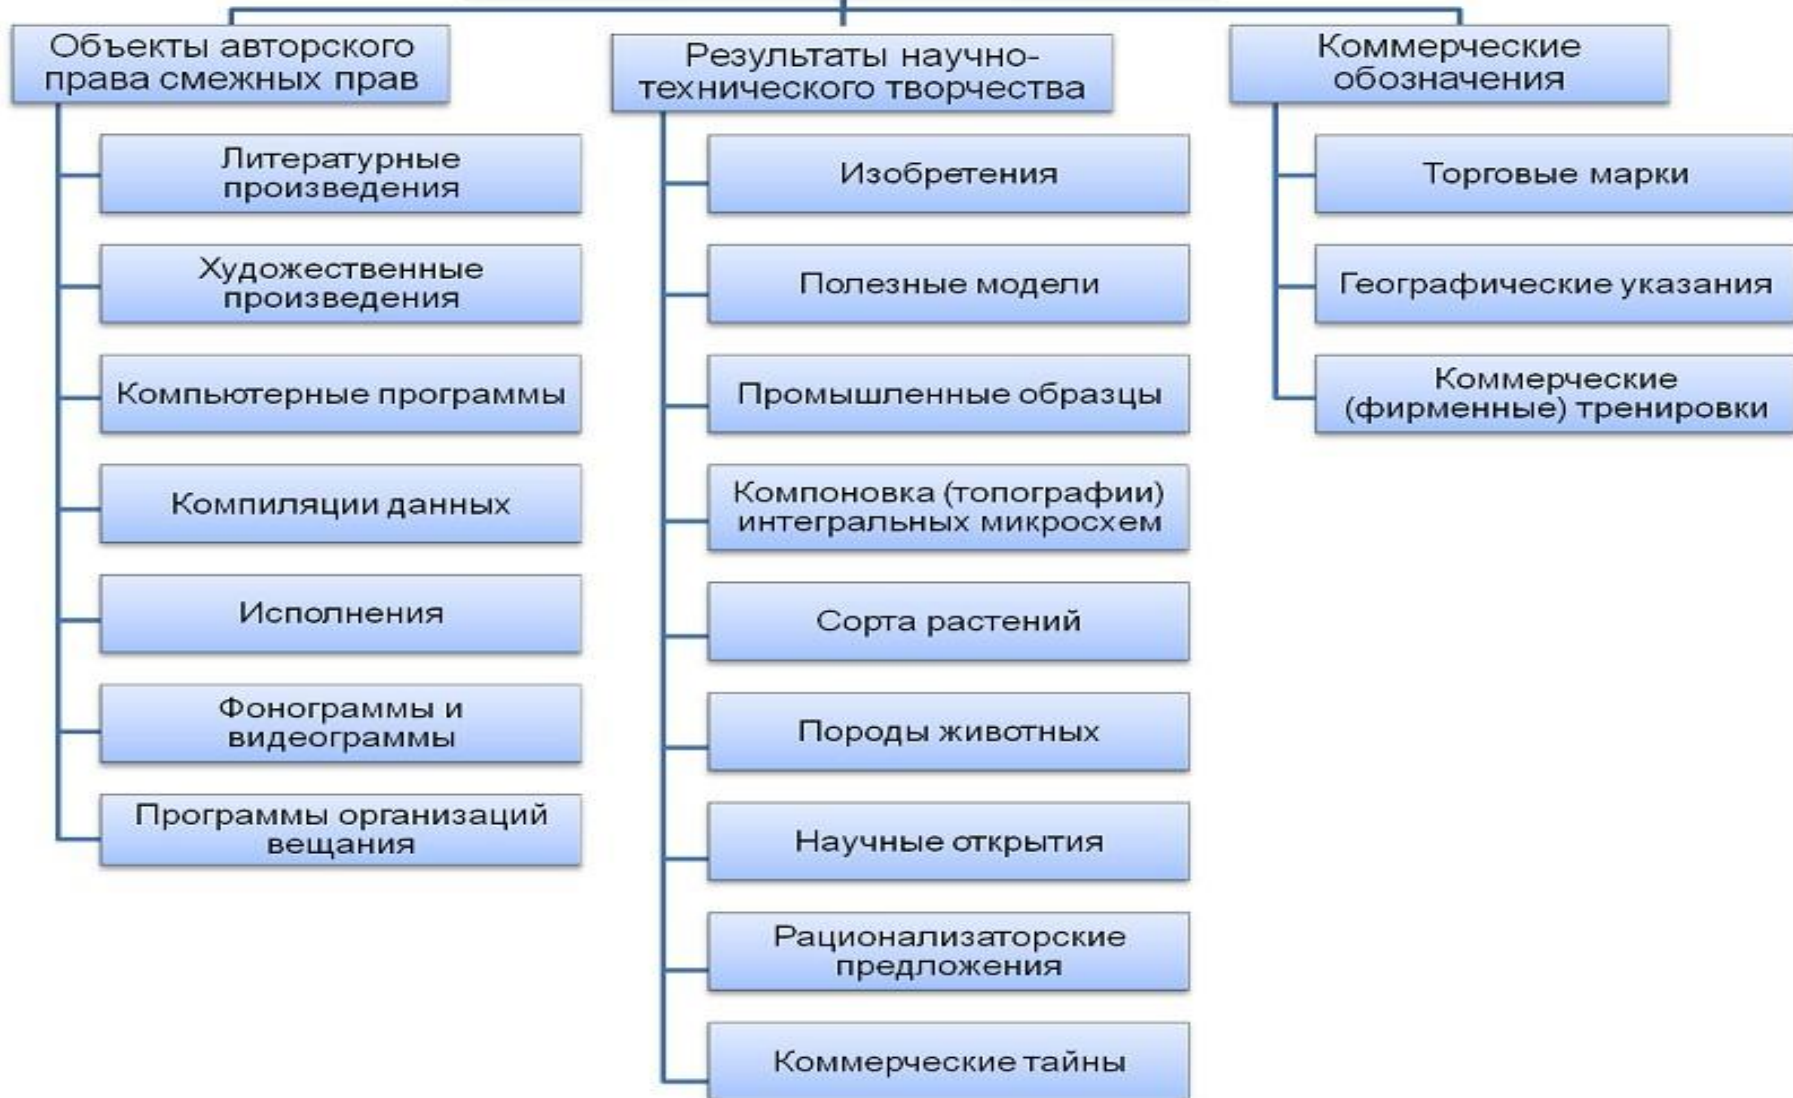 Объекты авторского
права смежных прав
Литературные
произведения
Художественные
произведения
Компьютерные программы
Компиляции данных
Исполнения
Фонограммы и
видеограммы
Программы организаций
вещания
Результаты научно-
технического творчества
Изобретения
Полезные модели
Промышленные образцы
Компоновка (топографии)
интегральных микросхем
Сорта растений
Породы животных
Научные открытия
Рационализаторские
предложения
Коммерческие тайны
Коммерческие
обозначения
Торговые марки
Географические указания
Коммерческие
(фирменные) тренировки